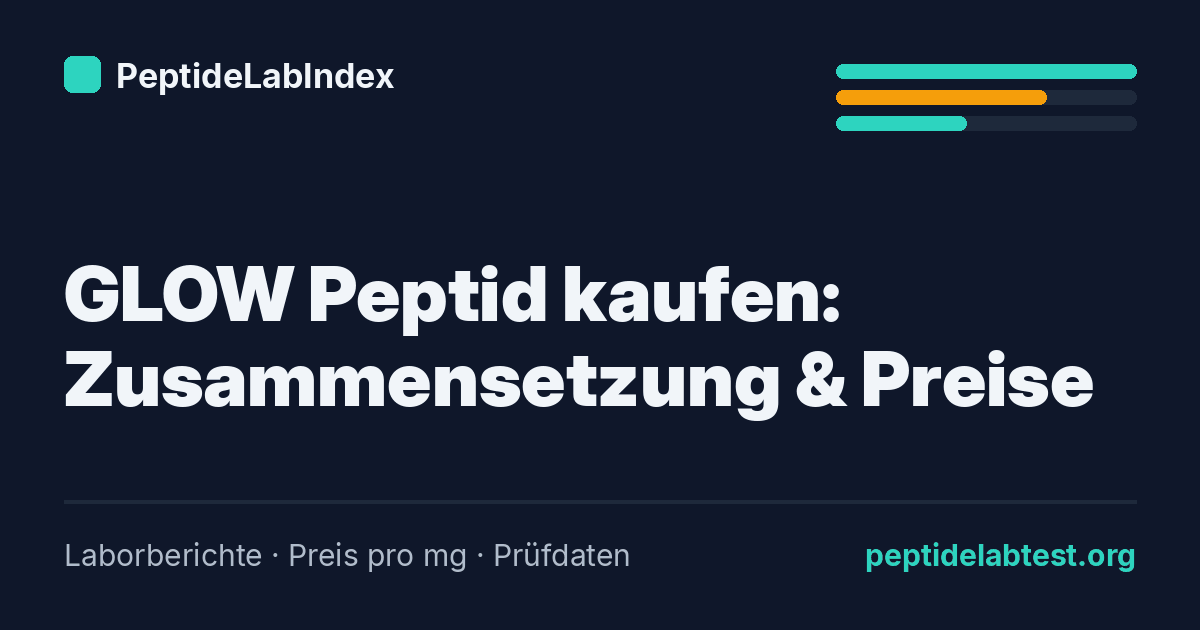 PeptideLabIndex
GLOW Peptid kaufen:
Zusammensetzung & Preise
Laborberichte · Preis pro mg · Prüfdaten
peptidelabtest.org